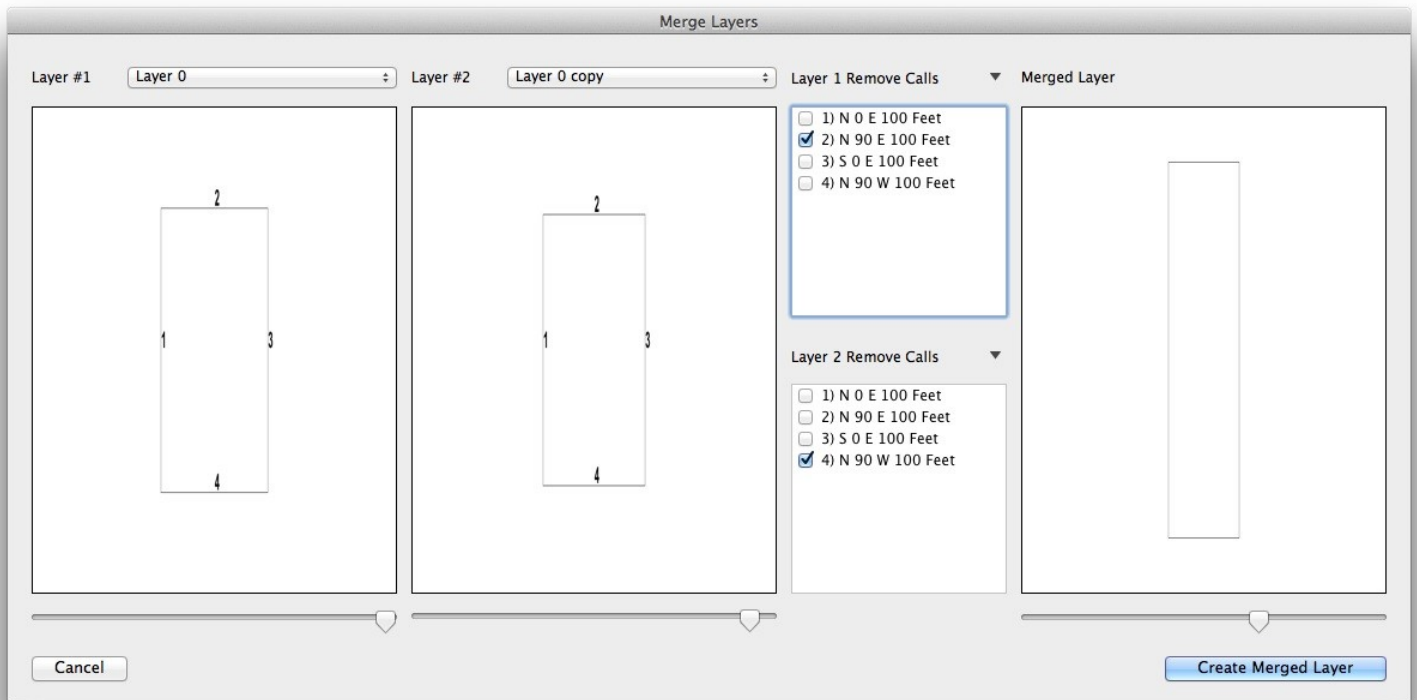 Merge Layers
Layer #1 Layer 0 Layer #2 Layer 0 copy Layer 1 Remove Calls Merged Layer
1) N 0 E 100 Feet
2) N 90 E 100 Feet
3) S 0 E 100 Feet
4) N 90 W 100 Feet
2
1
3
4
2
1
3
4
Layer 2 Remove Calls
1) N 0 E 100 Feet
2) N 90 E 100 Feet
3) S 0 E 100 Feet
4) N 90 W 100 Feet
Cancel Create Merged Layer